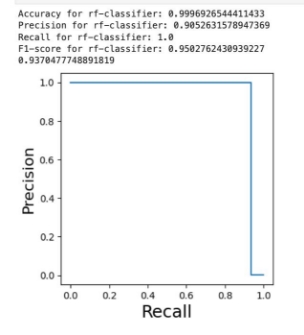 Accuracy for rf-classifier: 0.9996926544411433
Precision for rf-classifier: 0.9052631578947369
Recall for rf-classifier: 1.0
F1-score for rf-classifier: 0.9502762430939227
0.9370477748891819
1.0
0.8
0.6
0.4
0.2
0.0
Precision
0.0 0.2 0.4 0.6 0.8 1.0
Recall